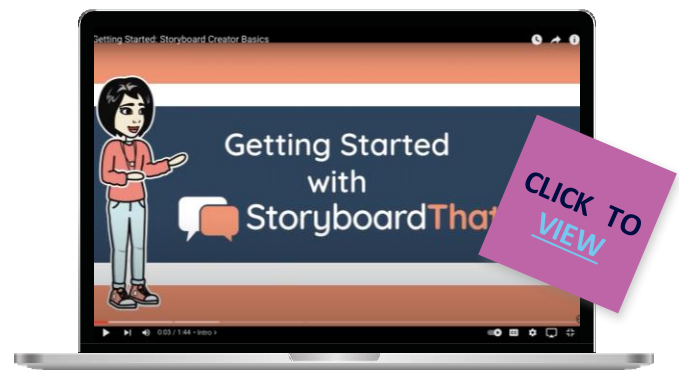 Getting Started: Storyboard Creator Basics
Getting Started
with
StoryboardThat
CLICK TO
VIEW
0:03 / 1:44 • Intro >